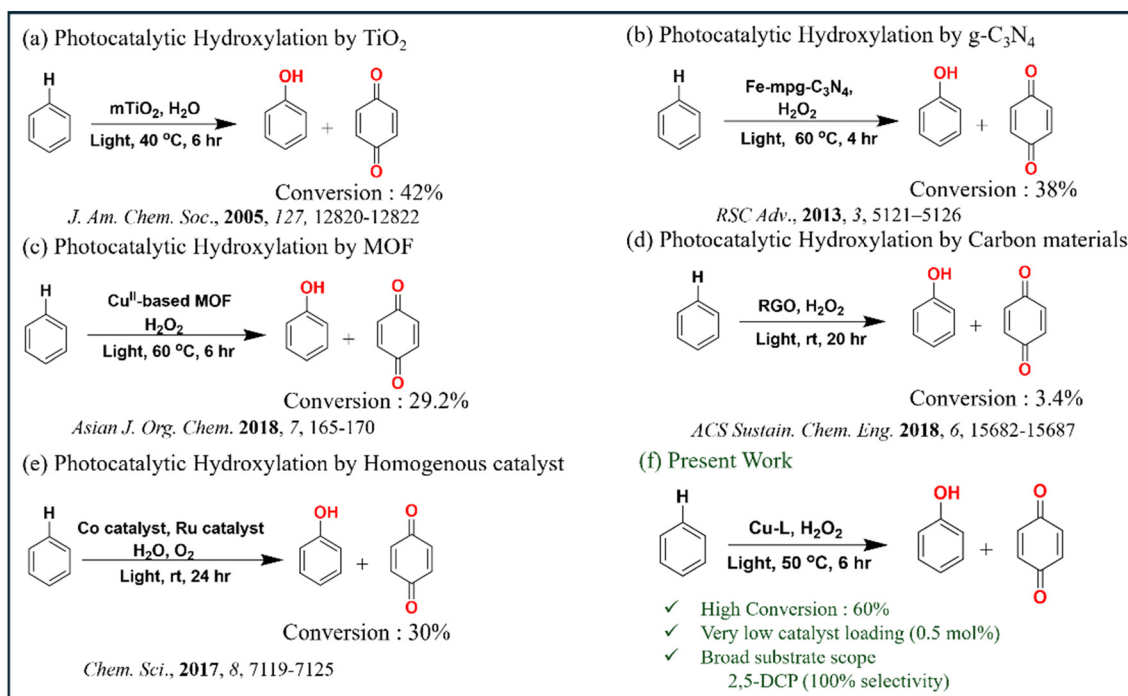 (a) Photocatalytic Hydroxylation by TiO₂
H
mTiO₂, H₂O
Light, 40 °C, 6 hr
OH
+
O
O
Conversion : 42%
J. Am. Chem. Soc., 2005, 127, 12820-12822
(b) Photocatalytic Hydroxylation by g-C₃N₄
H
Fe-mpg-C₃N₄,
H₂O₂
Light, 60 °C, 4 hr
OH
+
O
O
Conversion : 38%
RSC Adv., 2013, 3, 5121–5126
(c) Photocatalytic Hydroxylation by MOF
H
Cuᴵᴵ-based MOF
H₂O₂
Light, 60 °C, 6 hr
OH
+
O
O
Conversion : 29.2%
Asian J. Org. Chem. 2018, 7, 165-170
(d) Photocatalytic Hydroxylation by Carbon materials
H
RGO, H₂O₂
Light, rt, 20 hr
OH
+
O
O
Conversion : 3.4%
ACS Sustain. Chem. Eng. 2018, 6, 15682-15687
(e) Photocatalytic Hydroxylation by Homogenous catalyst
H
Co catalyst, Ru catalyst
H₂O, O₂
Light, rt, 24 hr
OH
+
O
O
Conversion : 30%
Chem. Sci., 2017, 8, 7119-7125
(f) Present Work
H
Cu-L, H₂O₂
Light, 50 °C, 6 hr
OH
+
O
O
✓ High Conversion : 60%
✓ Very low catalyst loading (0.5 mol%)
✓ Broad substrate scope
2,5-DCP (100% selectivity)